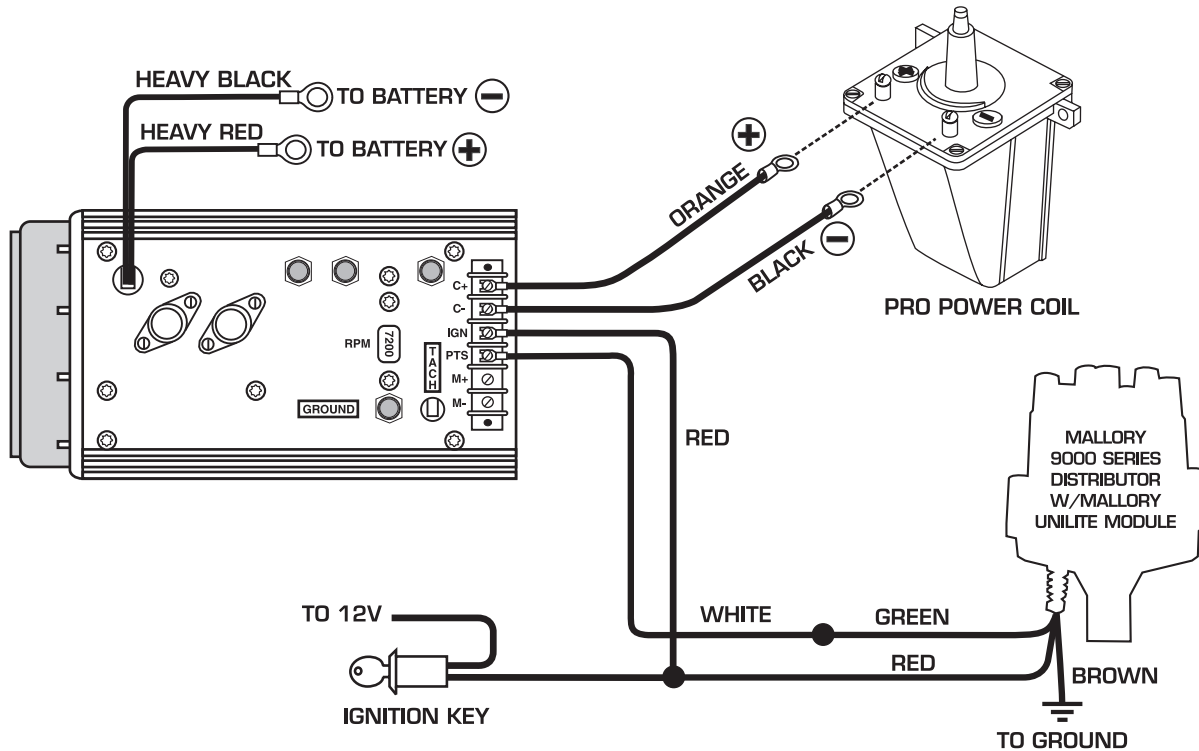 HEAVY BLACK
TO BATTERY −
HEAVY RED
TO BATTERY +
+
ORANGE
BLACK
−
PRO POWER COIL
C+
C-
IGN
PTS
M+
M-
RPM
7200
TACH
GROUND
RED
MALLORY
9000 SERIES
DISTRIBUTOR
W/MALLORY
UNILITE MODULE
TO 12V
WHITE
GREEN
RED
BROWN
IGNITION KEY
TO GROUND